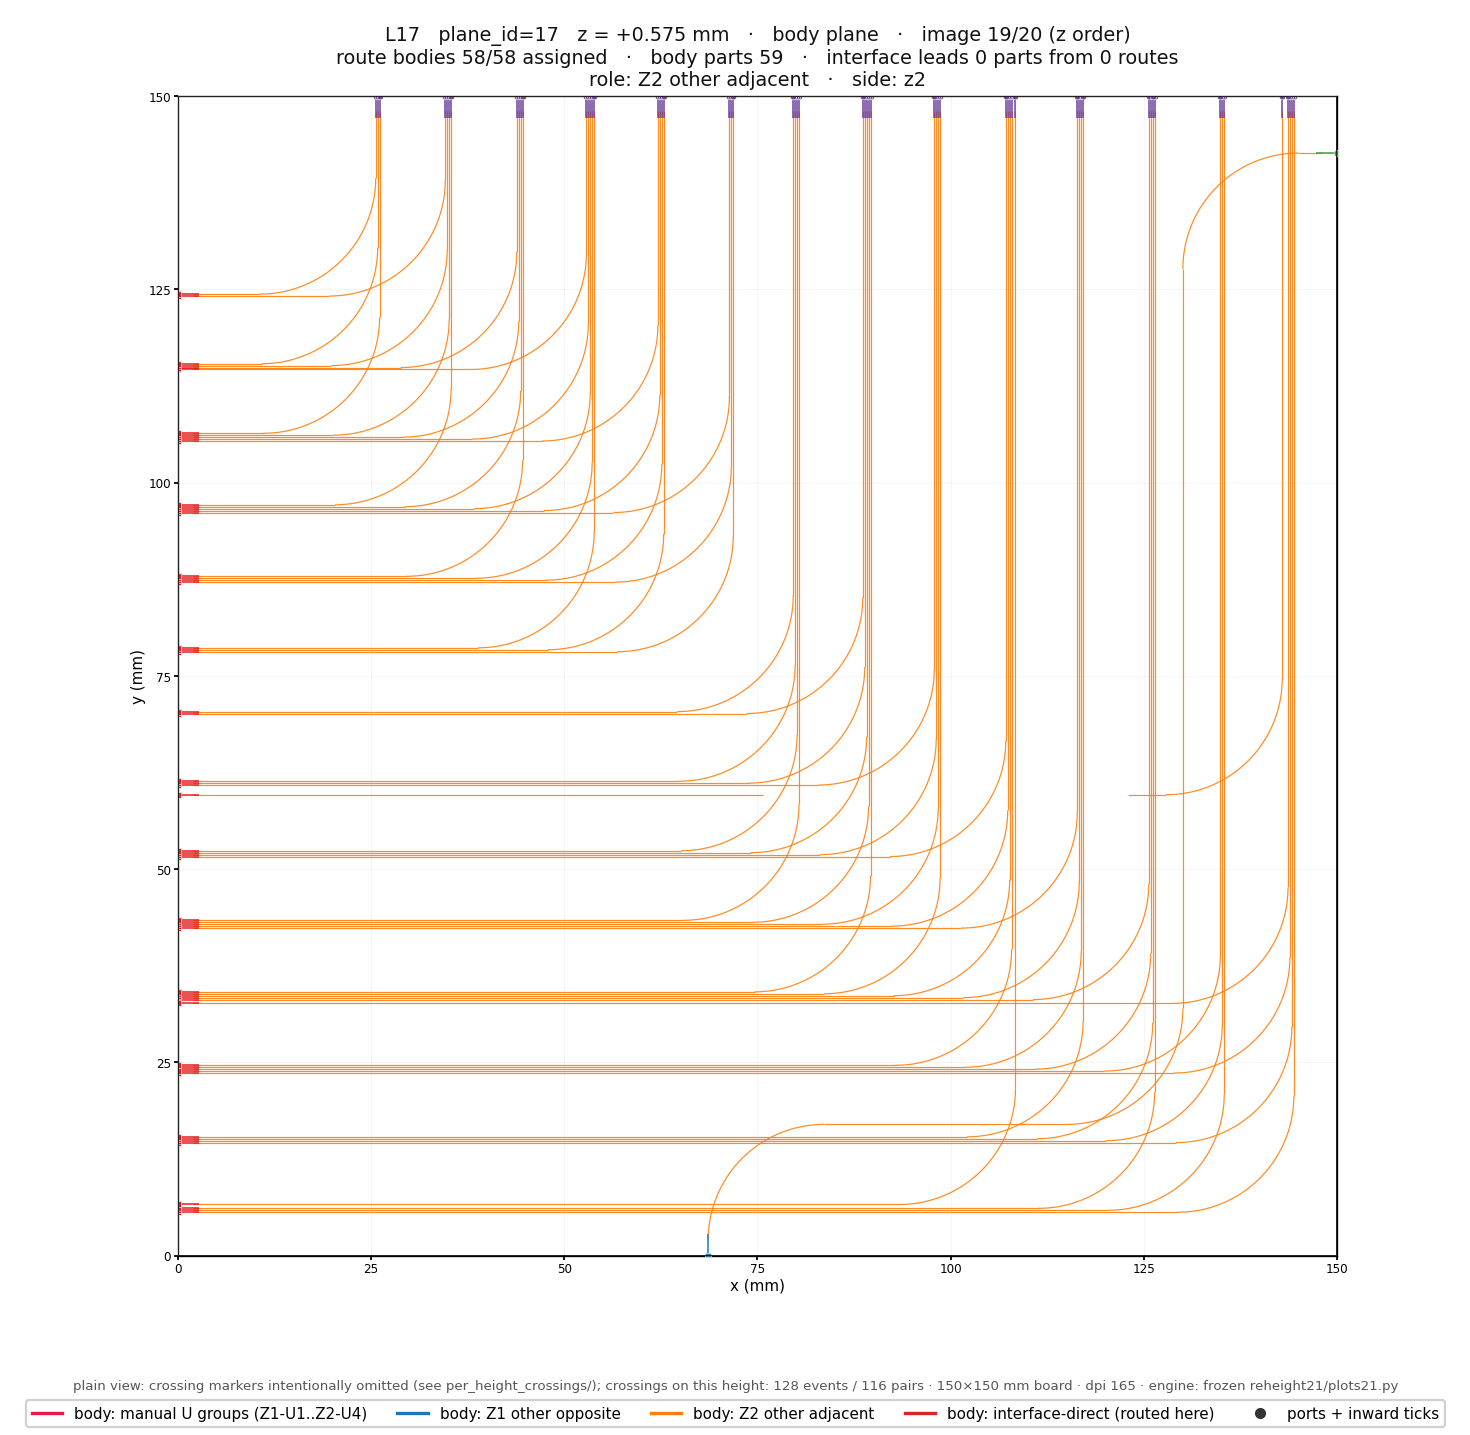 L17   plane_id=17   z = +0.575 mm   ·   body plane   ·   image 19/20 (z order)
route bodies 58/58 assigned   ·   body parts 59   ·   interface leads 0 parts from 0 routes
role: Z2 other adjacent   ·   side: z2
150
125
100
75
50
25
0
y (mm)
0 25 50 75 100 125 150
x (mm)
plain view: crossing markers intentionally omitted (see per_height_crossings/); crossings on this height: 128 events / 116 pairs · 150×150 mm board · dpi 165 · engine: frozen reheight21/plots21.py
body: manual U groups (Z1-U1..Z2-U4)   body: Z1 other opposite   body: Z2 other adjacent   body: interface-direct (routed here)   ports + inward ticks